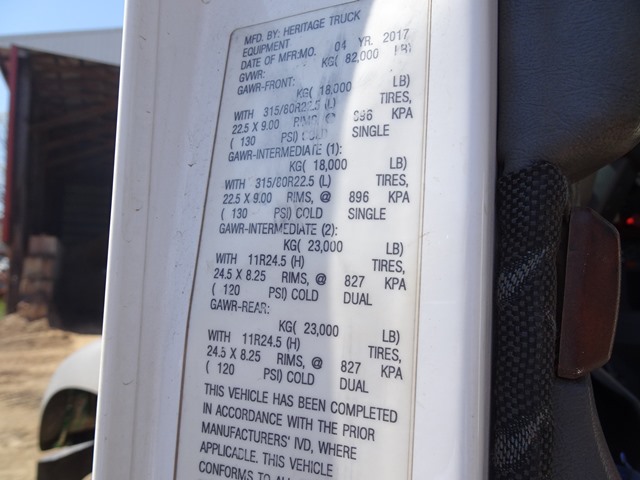 MFD. BY: HERITAGE TRUCK
EQUIPMENT
DATE OF MFR:MO. 04 YR. 2017
GVWR: KG( 82,000 LB)
GAWR-FRONT:
KG( 18,000 LB)
WITH 315/80R22.5 (L) TIRES,
22.5 X 9.00 RIMS, @ 896 KPA
( 130 PSI) COLD SINGLE
GAWR-INTERMEDIATE (1):
KG( 18,000 LB)
WITH 315/80R22.5 (L) TIRES,
22.5 X 9.00 RIMS, @ 896 KPA
( 130 PSI) COLD SINGLE
GAWR-INTERMEDIATE (2):
KG( 23,000 LB)
WITH 11R24.5 (H) TIRES,
24.5 X 8.25 RIMS, @ 827 KPA
( 120 PSI) COLD DUAL
GAWR-REAR:
KG( 23,000 LB)
WITH 11R24.5 (H) TIRES,
24.5 X 8.25 RIMS, @ 827 KPA
( 120 PSI) COLD DUAL
THIS VEHICLE HAS BEEN COMPLETED
IN ACCORDANCE WITH THE PRIOR
MANUFACTURERS' IVD, WHERE
APPLICABLE. THIS VEHICLE
CONFORMS TO